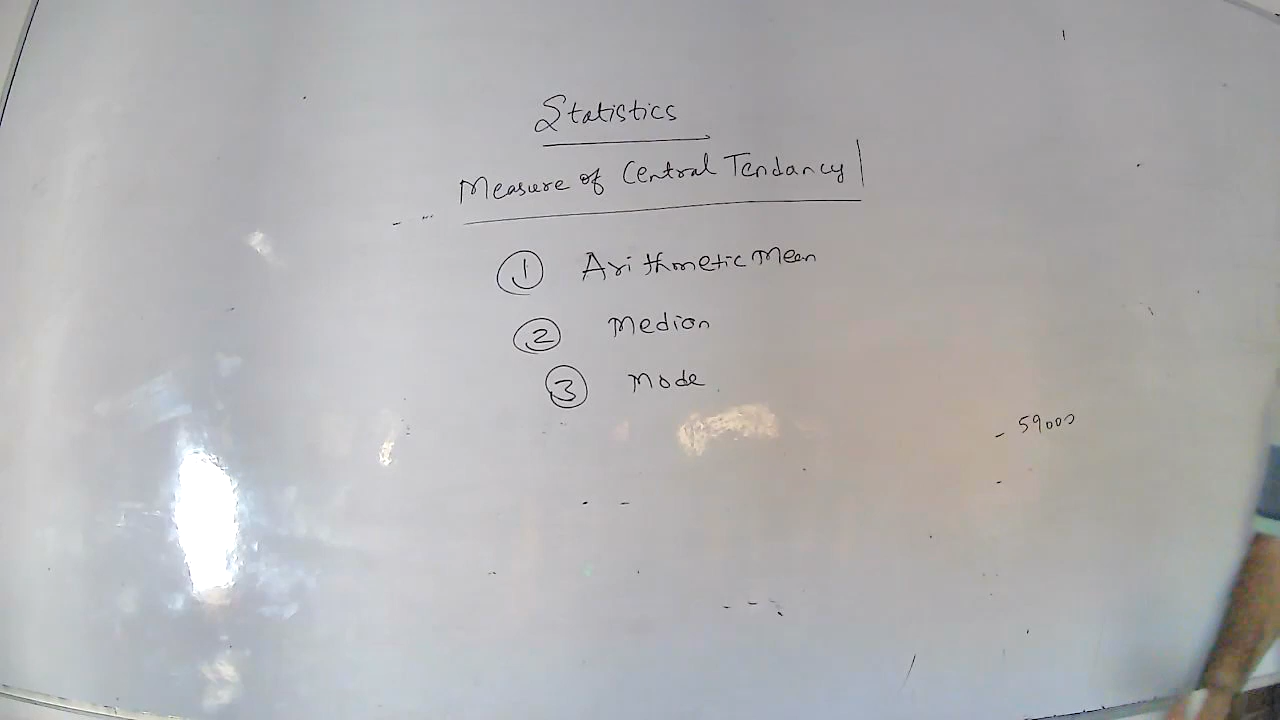 Statistics
Measure of Central Tendancy
① Arithmetic Mean
② Median
③ Mode
- 59000